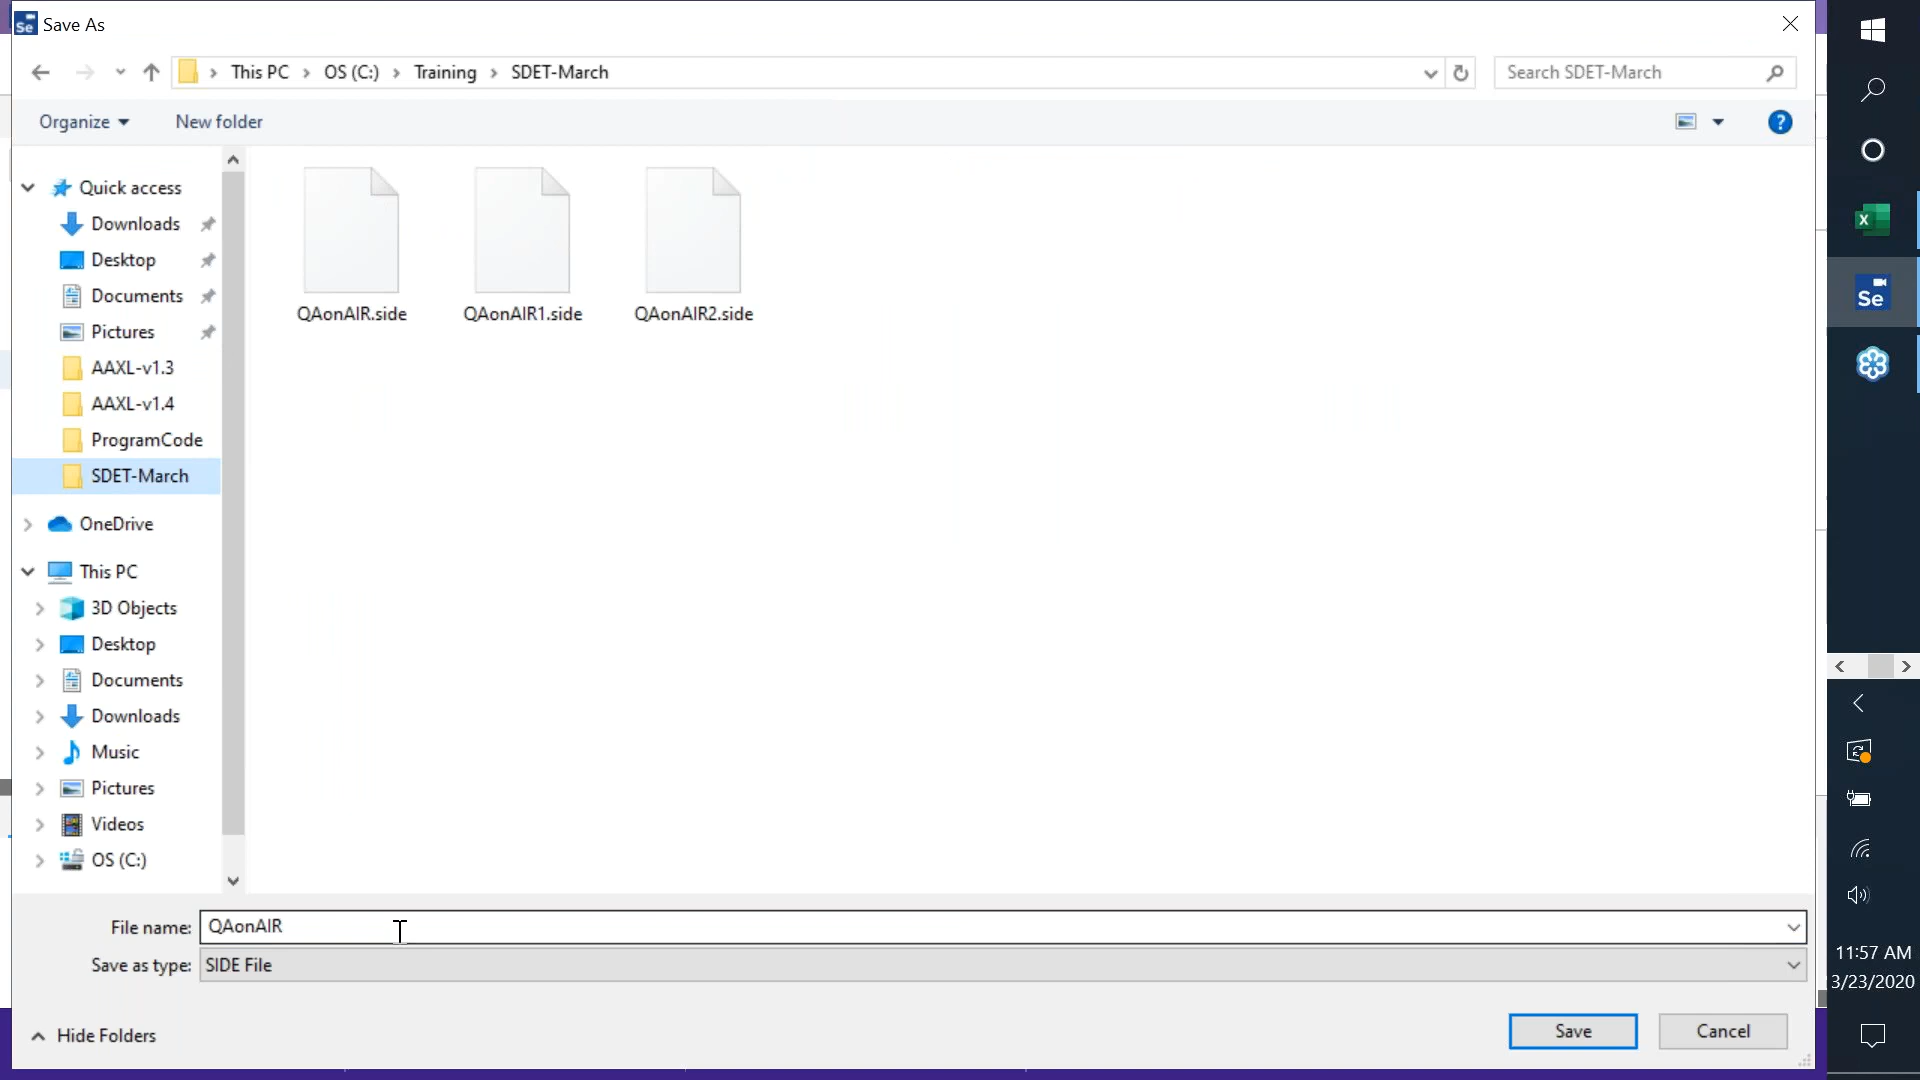 Se Save As
This PC OS (C:) Training SDET-March
Search SDET-March
Organize New folder
?
Quick access
Downloads
Desktop
Documents
Pictures
AAXL-v1.3
AAXL-v1.4
ProgramCode
SDET-March
OneDrive
This PC
3D Objects
Desktop
Documents
Downloads
Music
Pictures
Videos
OS (C:)
QAonAIR.side
QAonAIR1.side
QAonAIR2.side
File name: QAonAIR
Save as type: SIDE File
Hide Folders
Save
Cancel
X
Se
11:57 AM
3/23/2020